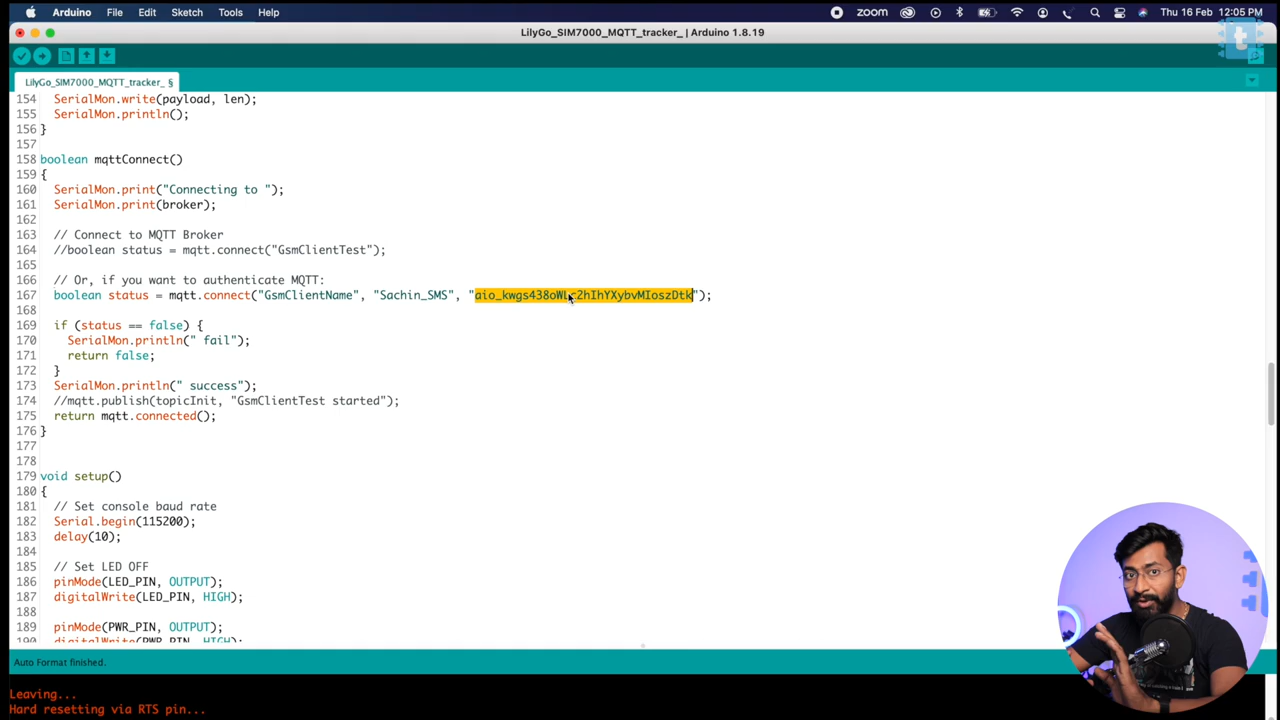 Arduino File Edit Sketch Tools Help zoom Thu 16 Feb 12:05 PM
LilyGo_SIM7000_MQTT_tracker_ | Arduino 1.8.19
LilyGo_SIM7000_MQTT_tracker_ §
154 SerialMon.write(payload, len);
155 SerialMon.println();
156 }
157
158 boolean mqttConnect()
159 {
160 SerialMon.print("Connecting to ");
161 SerialMon.print(broker);
162
163 // Connect to MQTT Broker
164 //boolean status = mqtt.connect("GsmClientTest");
165
166 // Or, if you want to authenticate MQTT:
167 boolean status = mqtt.connect("GsmClientName", "Sachin_SMS", "
168
169 if (status == false) {
170 SerialMon.println(" fail");
171 return false;
172 }
173 SerialMon.println(" success");
174 //mqtt.publish(topicInit, "GsmClientTest started");
175 return mqtt.connected();
176 }
177
178
179 void setup()
180 {
181 // Set console baud rate
182 Serial.begin(115200);
183 delay(10);
184
185 // Set LED OFF
186 pinMode(LED_PIN, OUTPUT);
187 digitalWrite(LED_PIN, HIGH);
188
189 pinMode(PWR_PIN, OUTPUT);
190 digitalWrite(PWR_PIN, HIGH);
Auto Format finished.
Leaving...
Hard resetting via RTS pin...